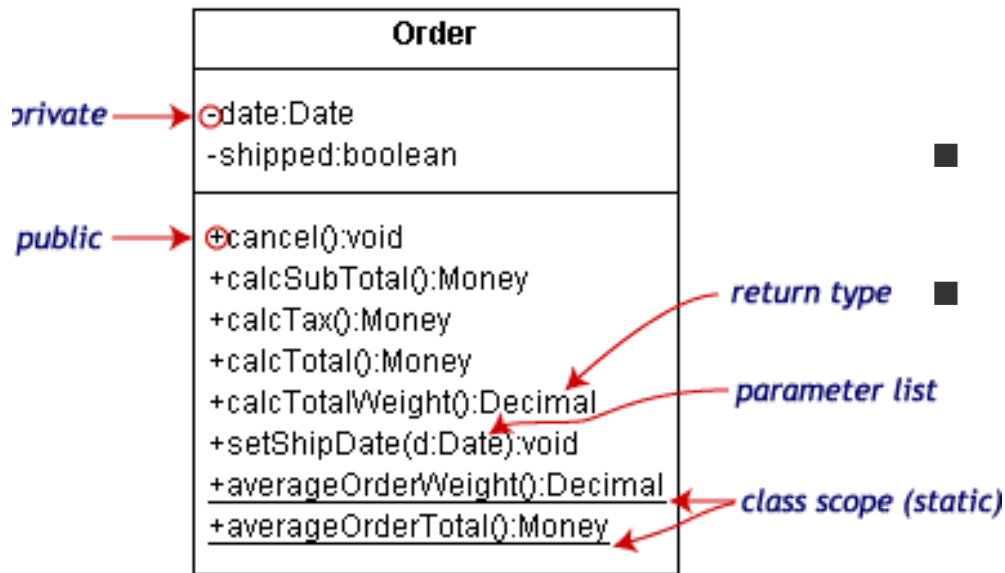 Order
private
-date:Date
-shipped:boolean
public
+cancel():void
+calcSubTotal():Money
+calcTax():Money
return type
+calcTotal():Money
+calcTotalWeight():Decimal
parameter list
+setShipDate(d:Date):void
+averageOrderWeight():Decimal
class scope (static)
+averageOrderTotal():Money